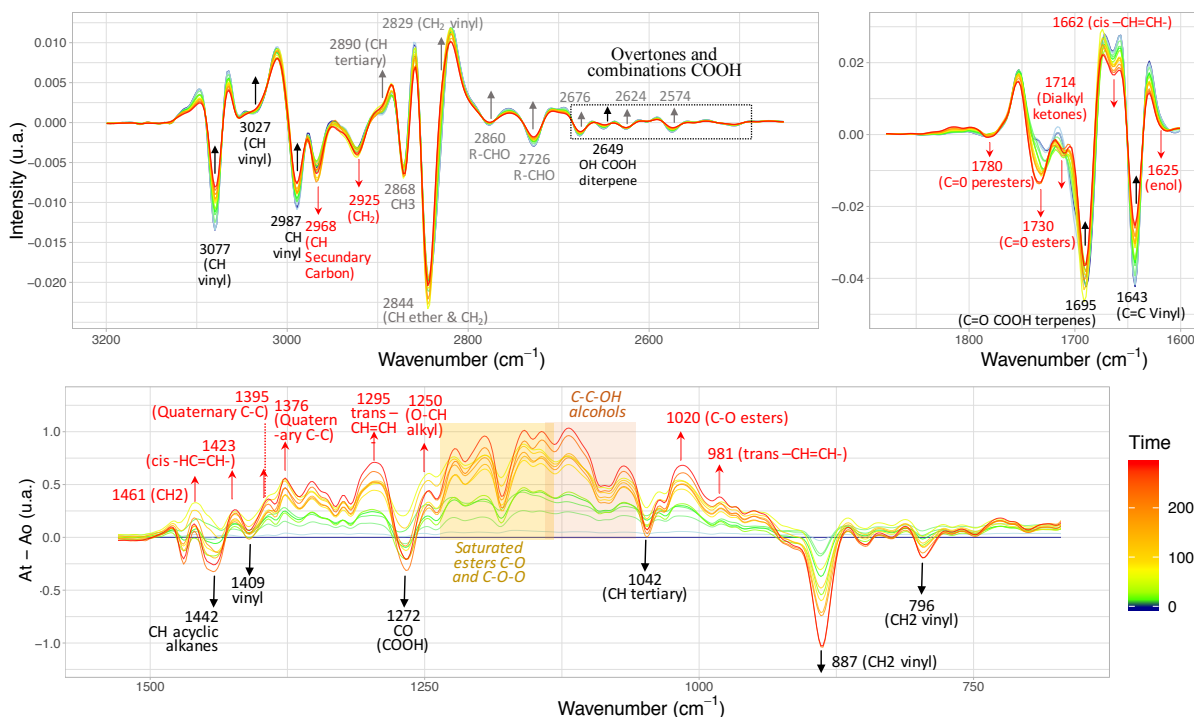 2829 (CH2 vinyl)
2890 (CH
tertiary)
Overtones and
combinations COOH
2676
2624
2574
2649
OH COOH
diterpene
3027
(CH
vinyl)
3077
(CH
vinyl)
2987
CH
vinyl
2968
(CH
Secundary
Carbon)
2925
(CH2)
2868
CH3
2860
R-CHO
2726
R-CHO
2844
(CH ether & CH2)
Intensity (u.a.)
0.010
0.005
0.000
−0.005
−0.010
−0.015
−0.020
3200
3000
2800
2600
Wavenumber (cm−1)
1662 (cis –CH=CH-)
1714
(Dialkyl
ketones)
1780
(C=0 peresters)
1730
(C=0 esters)
1625
(enol)
1695
(C=O COOH terpenes)
1643
(C=C Vinyl)
0.02
0.00
−0.02
−0.04
1800
1700
1600
Wavenumber (cm−1)
1395
(Quaternary C-C)
1376
(Quatern
-ary C-C)
1295
trans –
CH=CH
-
1250
(O-CH
alkyl)
C-C-OH
alcohols
1020 (C-O esters)
981 (trans –CH=CH-)
1423
(cis -HC=CH-)
1461 (CH2)
Saturated
esters C-O
and C-O-O
1442
CH acyclic
alkanes
1409
vinyl
1272
CO
(COOH)
1042
(CH tertiary)
887 (CH2 vinyl)
796
(CH2 vinyl)
At – Ao (u.a.)
1.0
0.5
0.0
−0.5
−1.0
1500
1250
1000
750
Wavenumber (cm−1)
Time
200
100
0